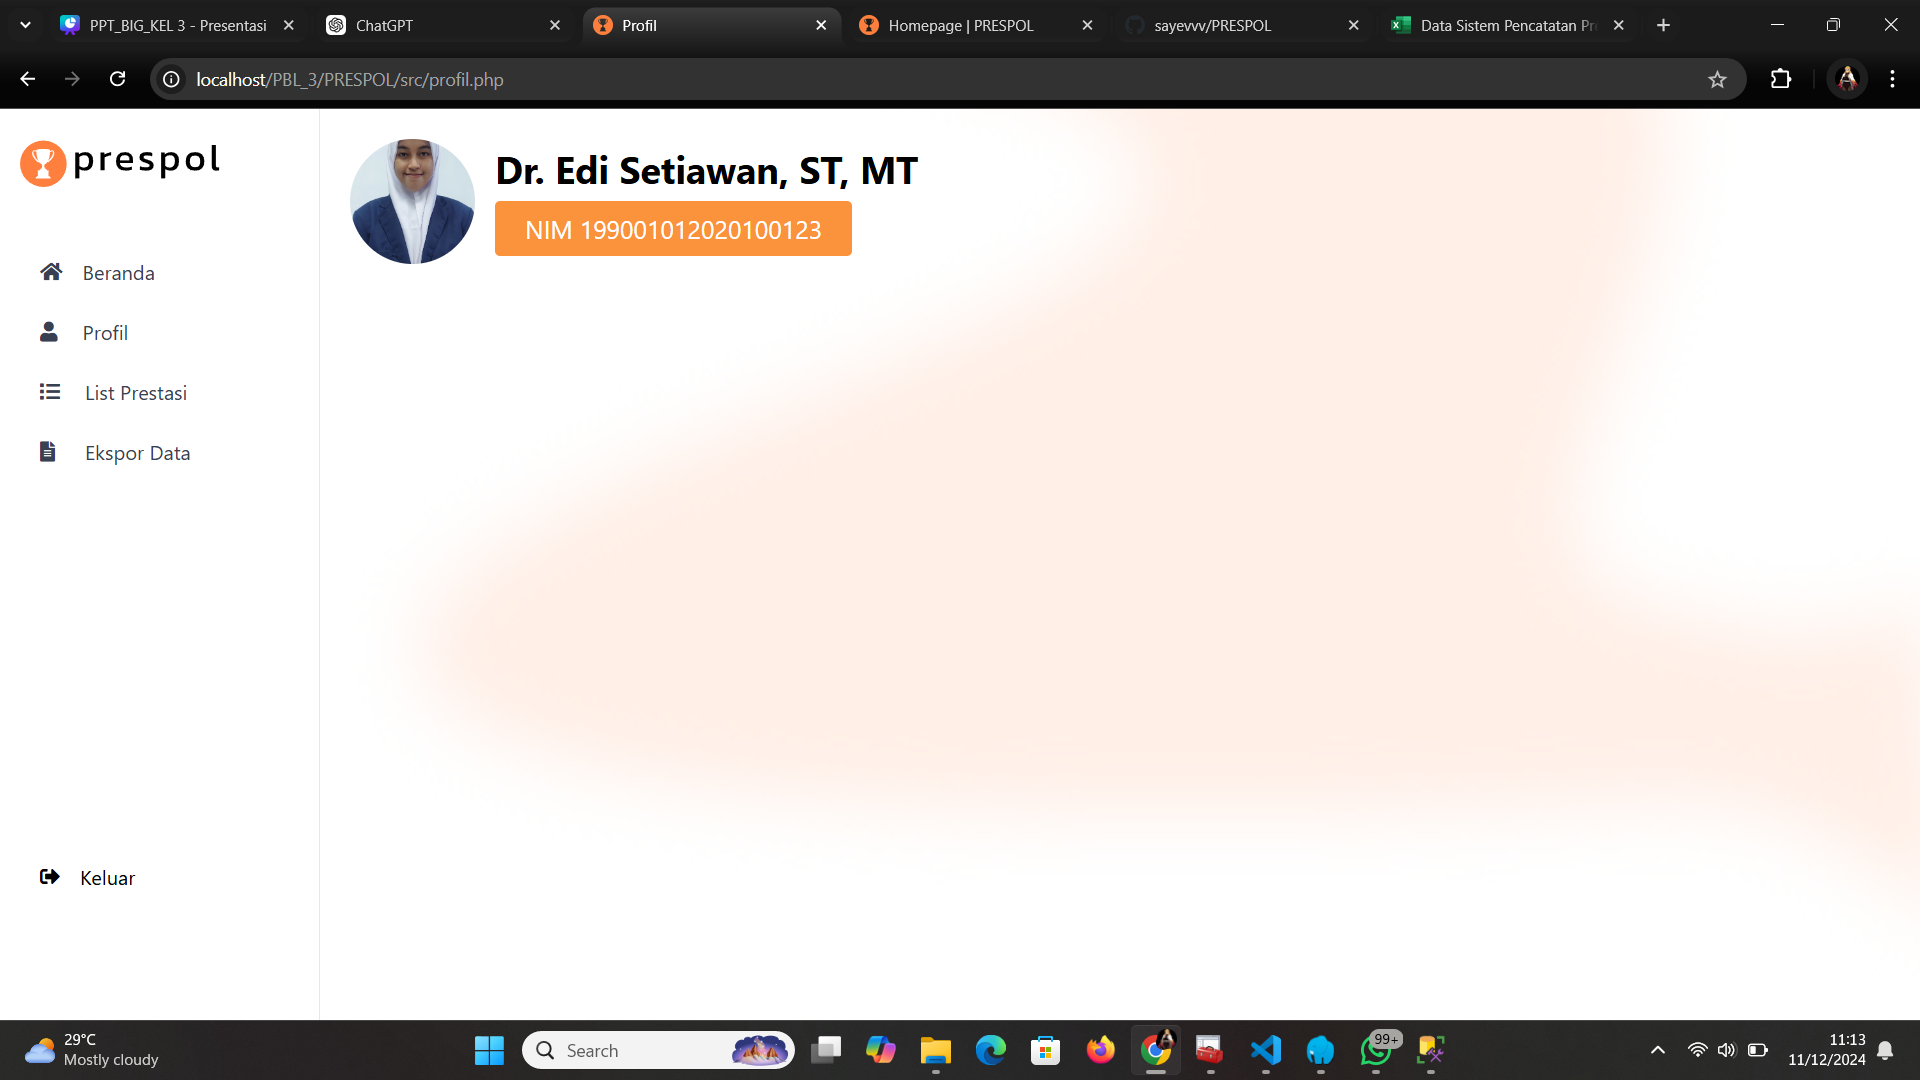 PPT_BIG_KEL 3 - Presentasi
ChatGPT
Profil
Homepage | PRESPOL
sayevvv/PRESPOL
Data Sistem Pencatatan Pr
localhost/PBL_3/PRESPOL/src/profil.php
prespol
Dr. Edi Setiawan, ST, MT
NIM 199001012020100123
Beranda
Profil
List Prestasi
Ekspor Data
Keluar
29°C
Mostly cloudy
Search
99+
11:13
11/12/2024